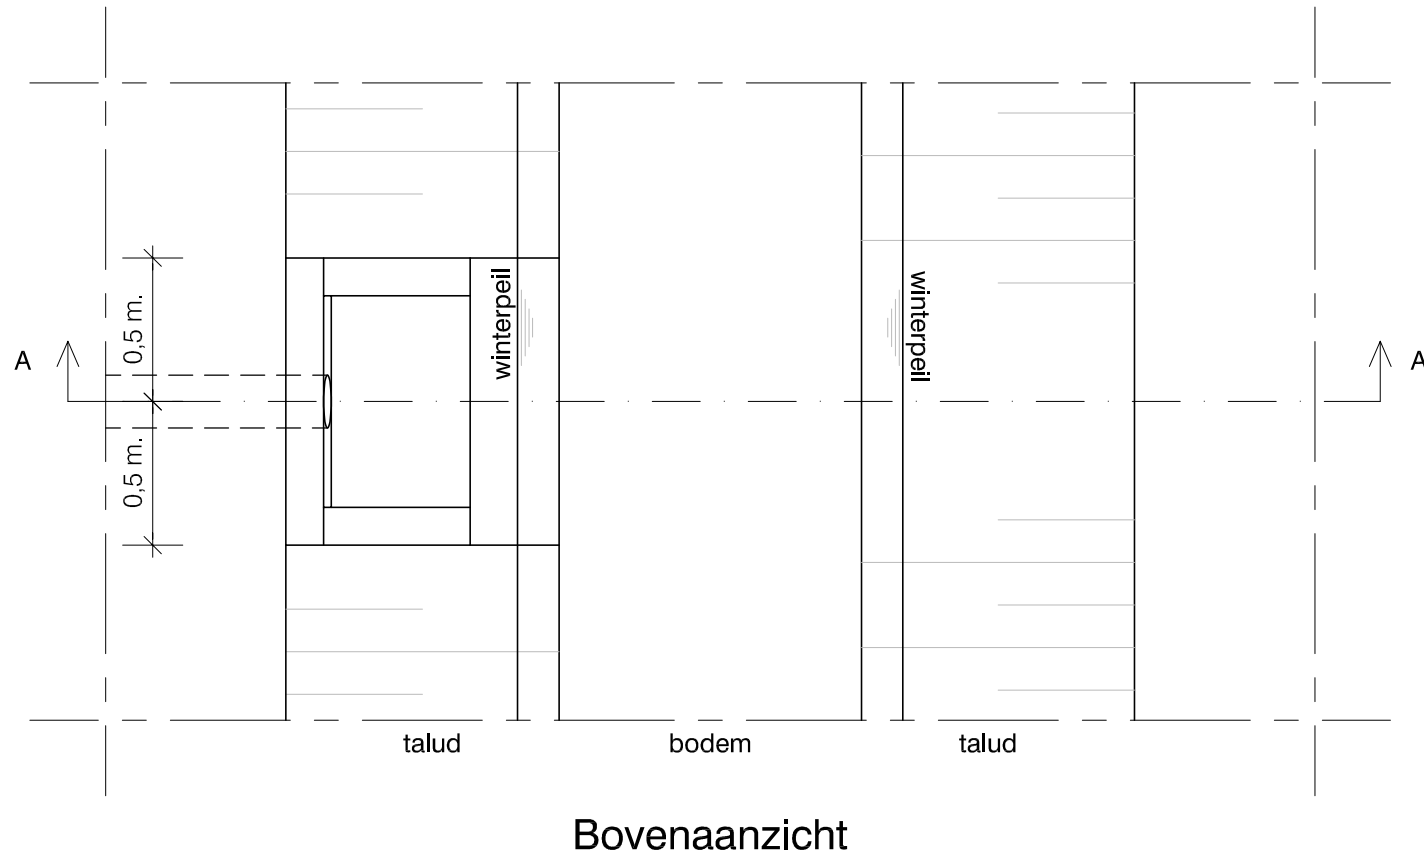 winterpeil
winterpeil
0,5 m.
A
A
0,5 m.
talud
bodem
talud
Bovenaanzicht